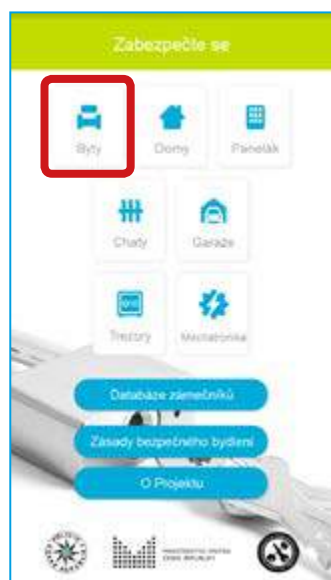 Zabezpečte se
Byty
Domy
Panelák
Chaty
Garáže
Trezory
Mechatronika
Databáze zámečníků
Zásady bezpečného bydlení
O Projektu